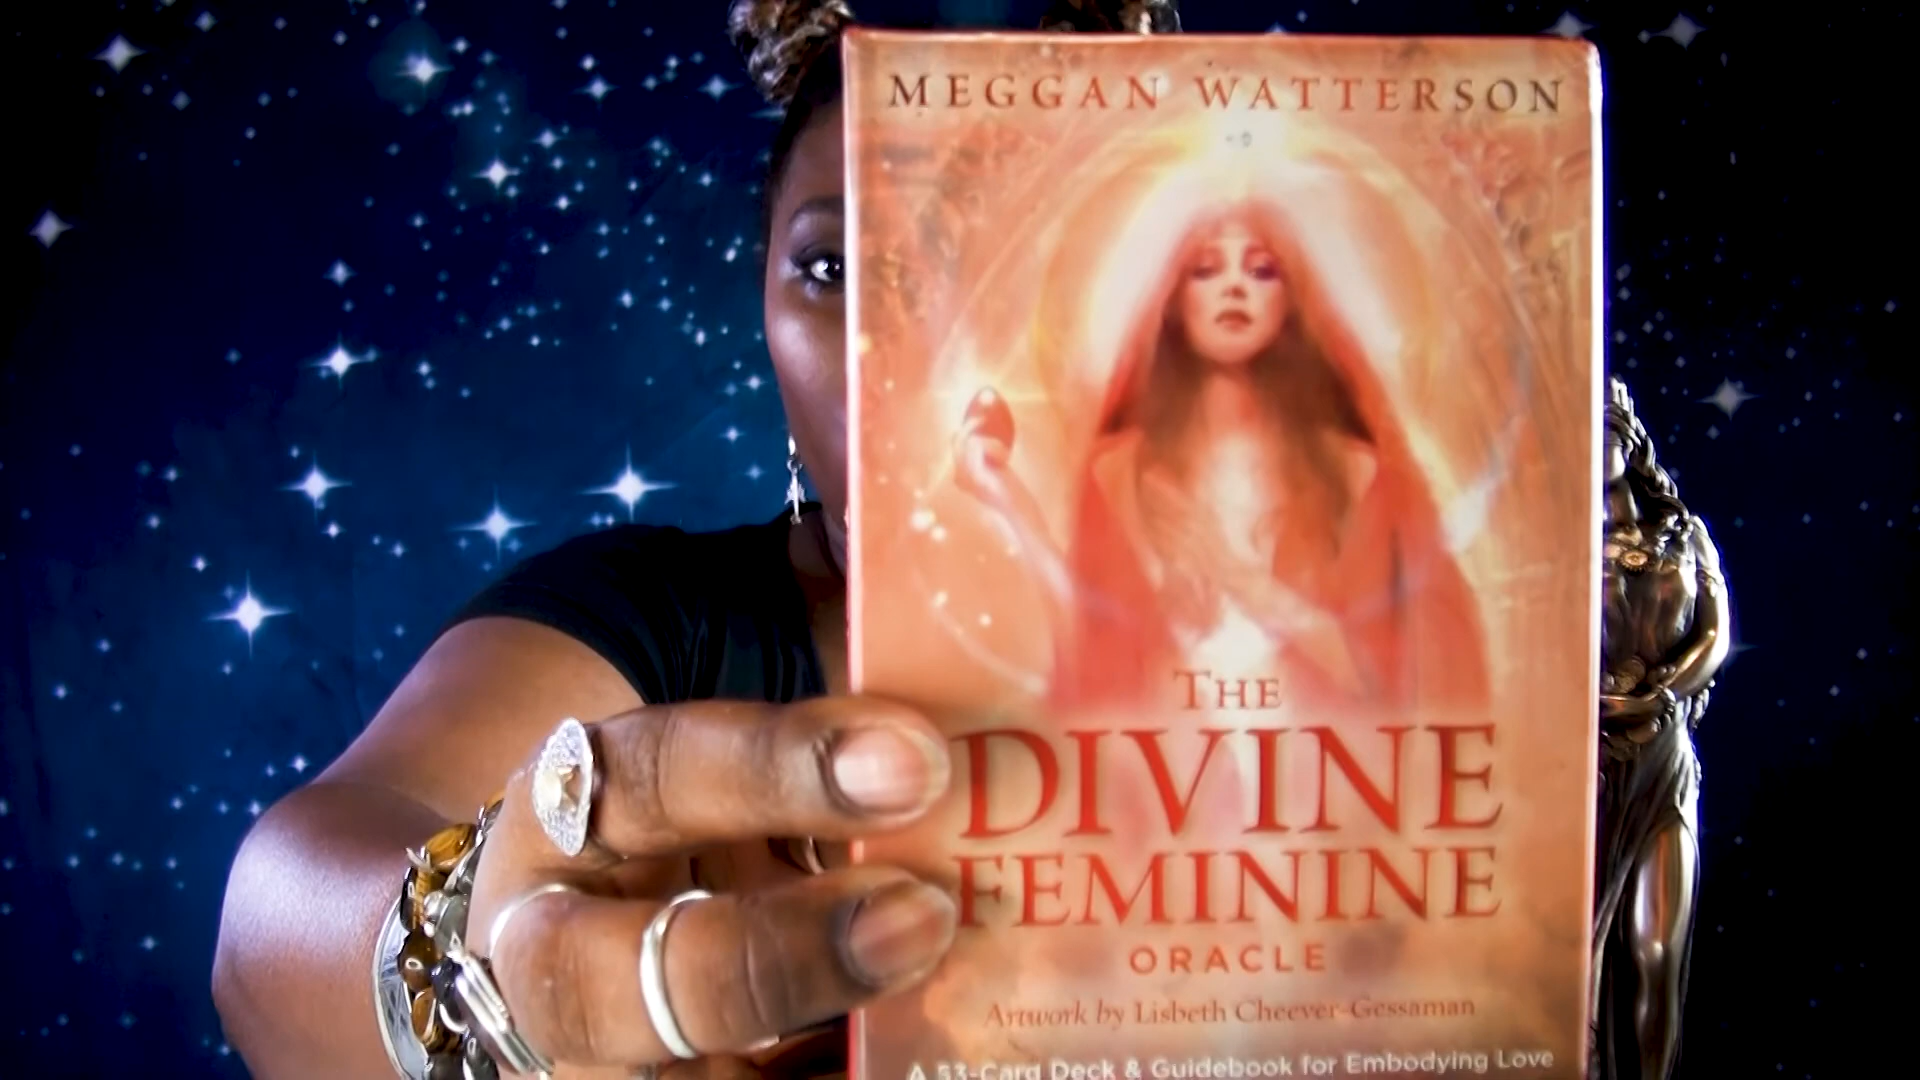 MEGGAN WATTERSON
THE
DIVINE
FEMININE
ORACLE
Artwork by Lisbeth Cheever-Gessaman
A 53-Card Deck & Guidebook for Embodying Love